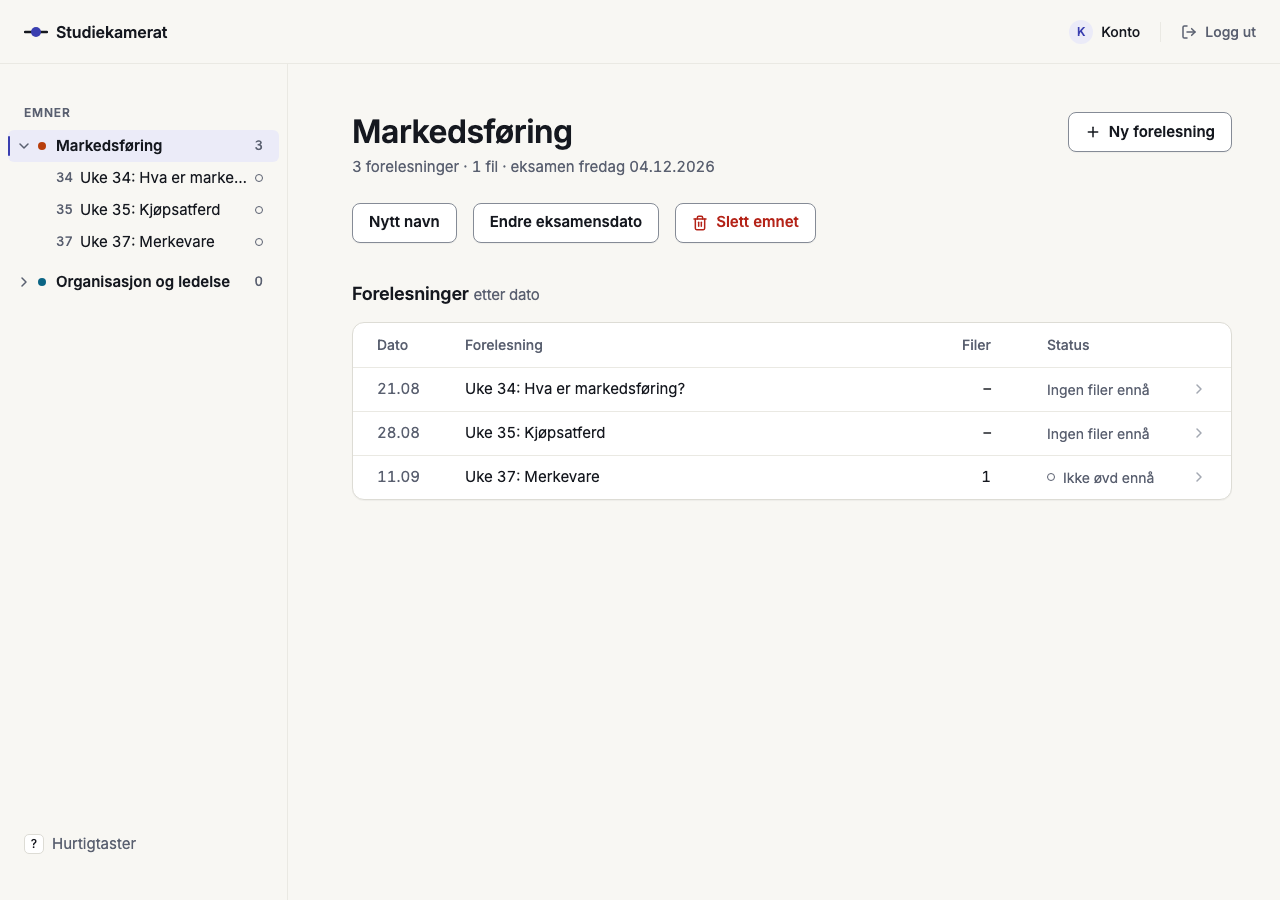 Studiekamerat
K Konto
Logg ut
EMNER
Markedsføring 3
34 Uke 34: Hva er marke...
35 Uke 35: Kjøpsatferd
37 Uke 37: Merkevare
Organisasjon og ledelse 0
? Hurtigtaster
Markedsføring
3 forelesninger · 1 fil · eksamen fredag 04.12.2026
+ Ny forelesning
Nytt navn
Endre eksamensdato
Slett emnet
Forelesninger etter dato
Dato Forelesning Filer Status
21.08 Uke 34: Hva er markedsføring? – Ingen filer ennå
28.08 Uke 35: Kjøpsatferd – Ingen filer ennå
11.09 Uke 37: Merkevare 1 Ikke øvd ennå